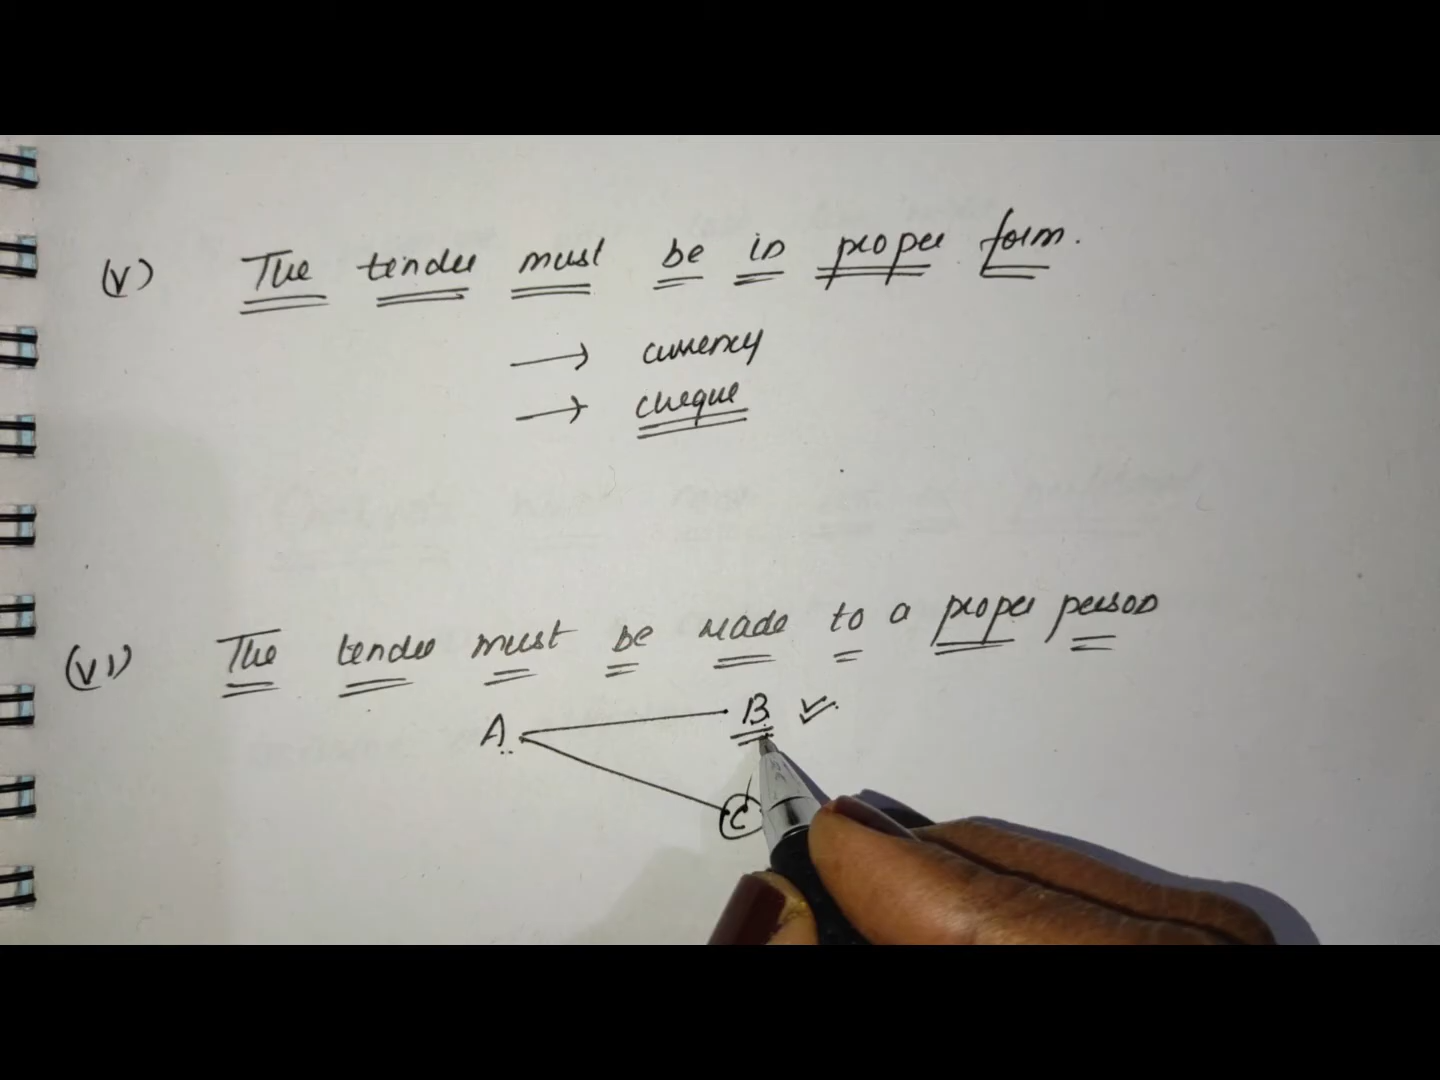 (V) The tender must be in proper form.
→ currency
→ cheque
(VI) The tender must be made to a proper person
A B ✓
C